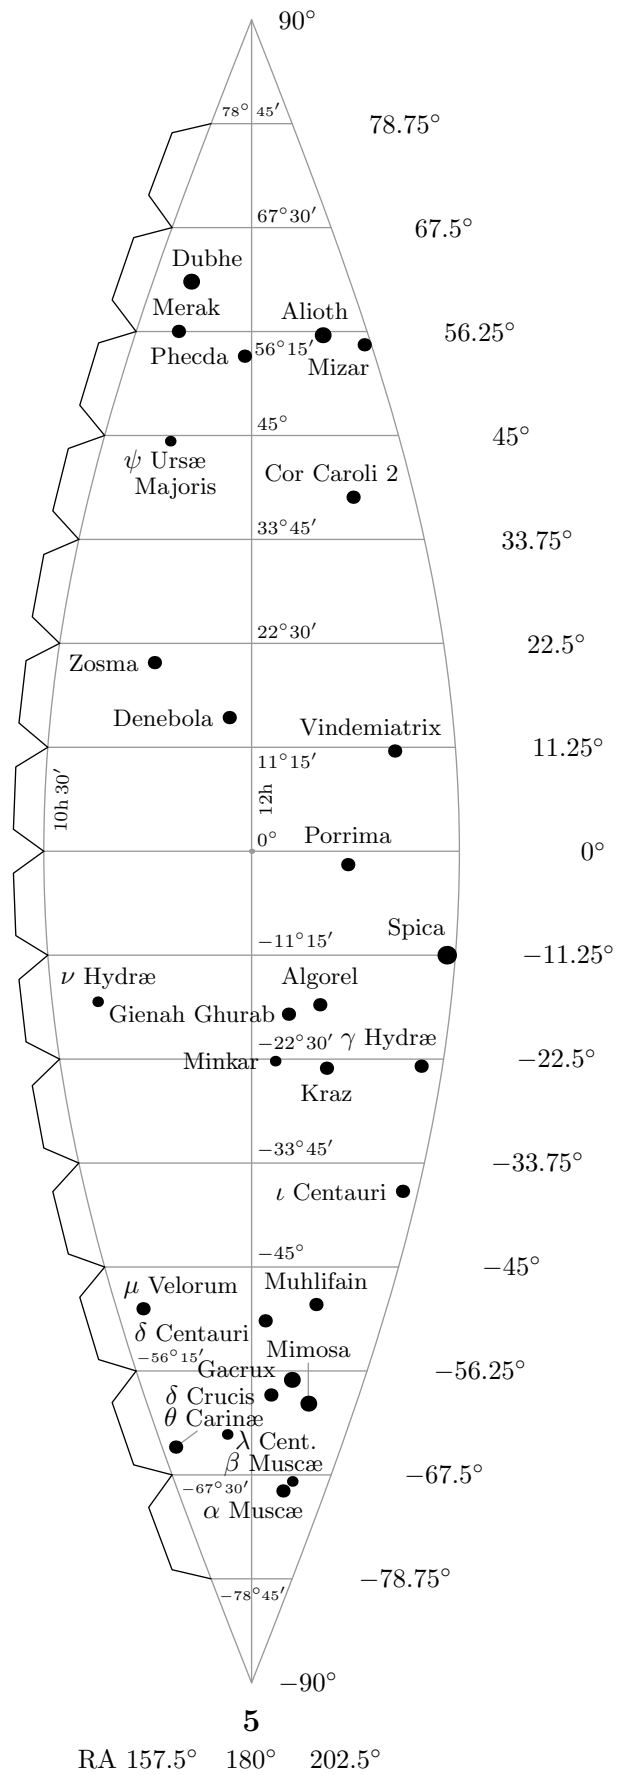 90°
78° 45′
78.75°
67°30′
67.5°
Dubhe
Merak
Alioth
56.25°
Phecda
56°15′
Mizar
45°
45°
ψ Ursæ
Majoris
Cor Caroli 2
33°45′
33.75°
22°30′
22.5°
Zosma
Denebola
Vindemiatrix
11°15′
11.25°
10h 30′
12h
0°
Porrima
0°
Spica
−11°15′
−11.25°
ν Hydræ
Algorel
Gienah Ghurab
−22°30′
γ Hydræ
Minkar
−22.5°
Kraz
−33°45′
−33.75°
ι Centauri
−45°
−45°
μ Velorum
Muhlifain
δ Centauri
Mimosa
−56°15′
Gacrux
−56.25°
δ Crucis
θ Carinæ
λ Cent.
β Muscæ
−67°30′
−67.5°
α Muscæ
−78°45′
−78.75°
−90°
5
RA 157.5° 180° 202.5°